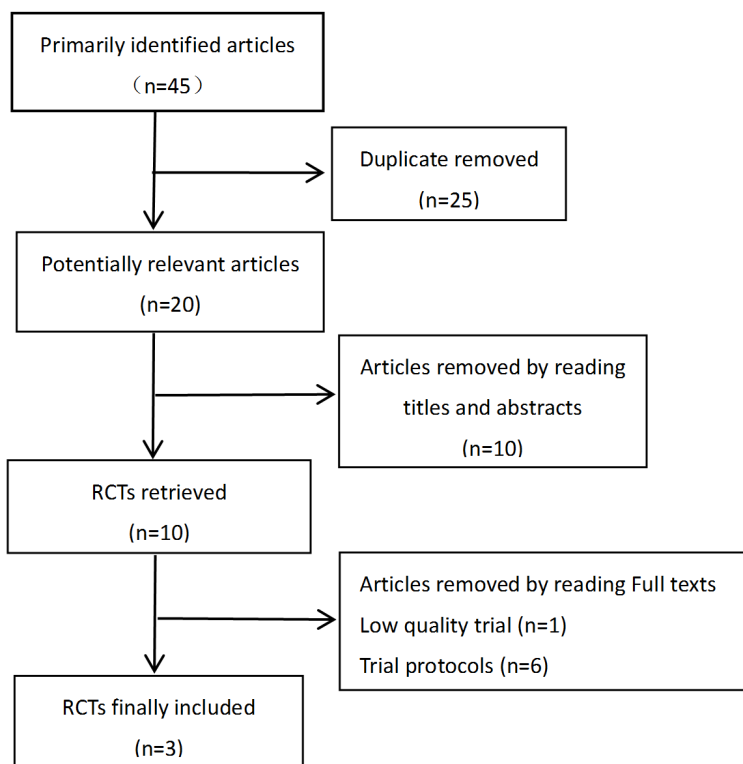 Primarily identified articles
（n=45）
Duplicate removed
(n=25)
Potentially relevant articles
(n=20)
Articles removed by reading
titles and abstracts
(n=10)
RCTs retrieved
(n=10)
Articles removed by reading Full texts
Low quality trial (n=1)
Trial protocols (n=6)
RCTs finally included
(n=3)